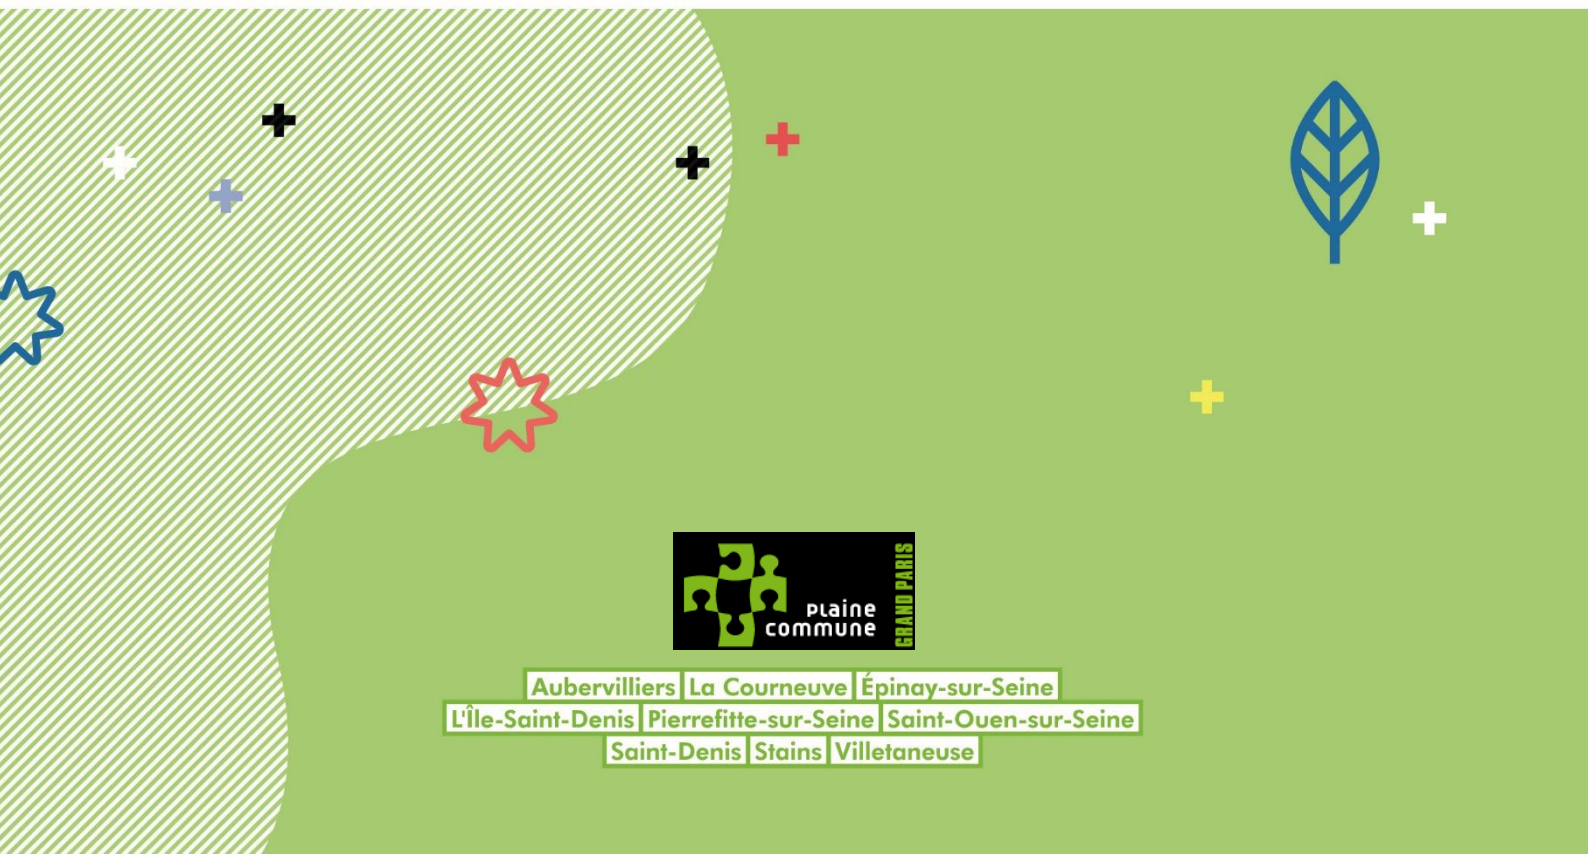 PLaine
commune
GRAND PARIS
Aubervilliers La Courneuve Épinay-sur-Seine
L'Île-Saint-Denis Pierrefitte-sur-Seine Saint-Ouen-sur-Seine
Saint-Denis Stains Villetaneuse